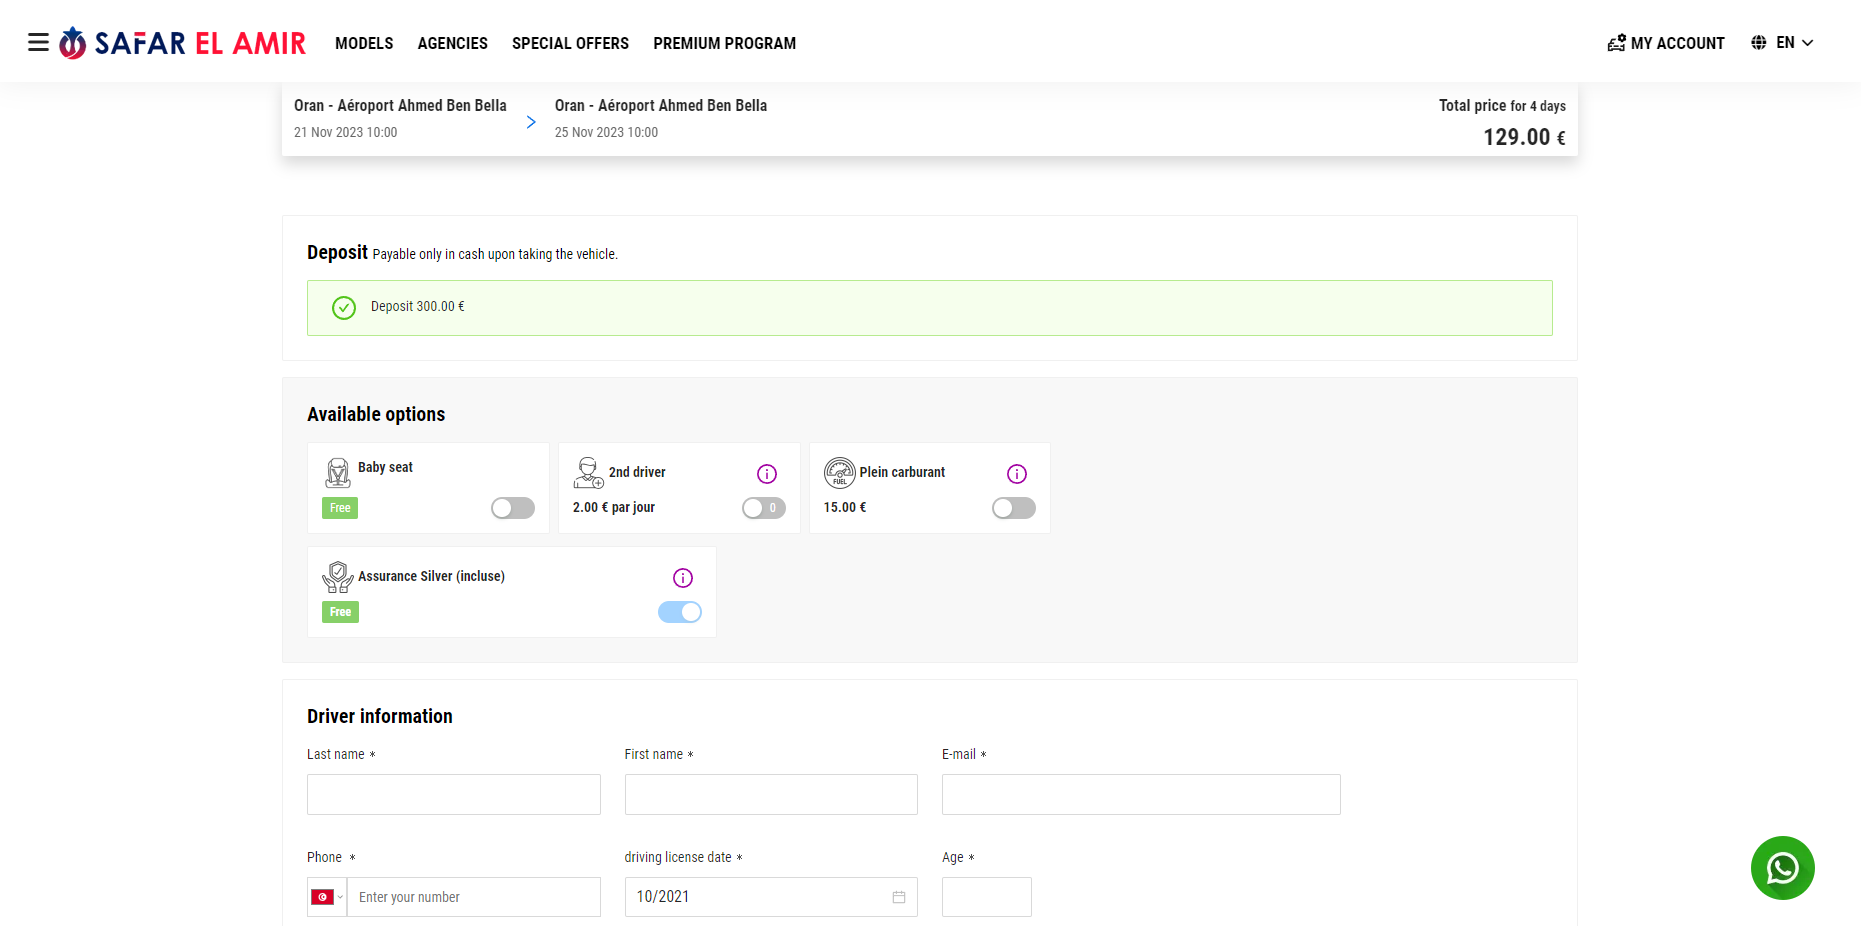 SAFAR EL AMIR
MODELS
AGENCIES
SPECIAL OFFERS
PREMIUM PROGRAM
MY ACCOUNT
EN
Oran - Aéroport Ahmed Ben Bella
21 Nov 2023 10:00
Oran - Aéroport Ahmed Ben Bella
25 Nov 2023 10:00
Total price for 4 days
129.00 €
Deposit Payable only in cash upon taking the vehicle.
Deposit 300.00 €
Available options
Baby seat
Free
2nd driver
2.00 € par jour
0
FUEL
Plein carburant
15.00 €
Assurance Silver (incluse)
Free
Driver information
Last name *
First name *
E-mail *
Phone *
Enter your number
driving license date *
10/2021
Age *